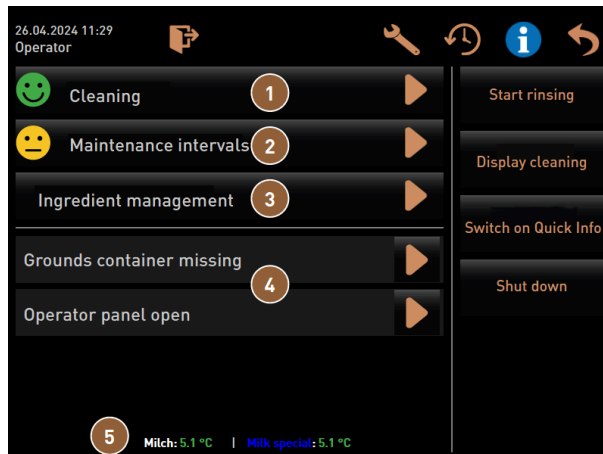 26.04.2024 11:29
Operator
i
Cleaning
1
Start rinsing
Maintenance intervals
2
Display cleaning
Ingredient management
3
Switch on Quick Info
Grounds container missing
4
Shut down
Operator panel open
5
Milch: 5.1 °C | Milk special: 5.1 °C